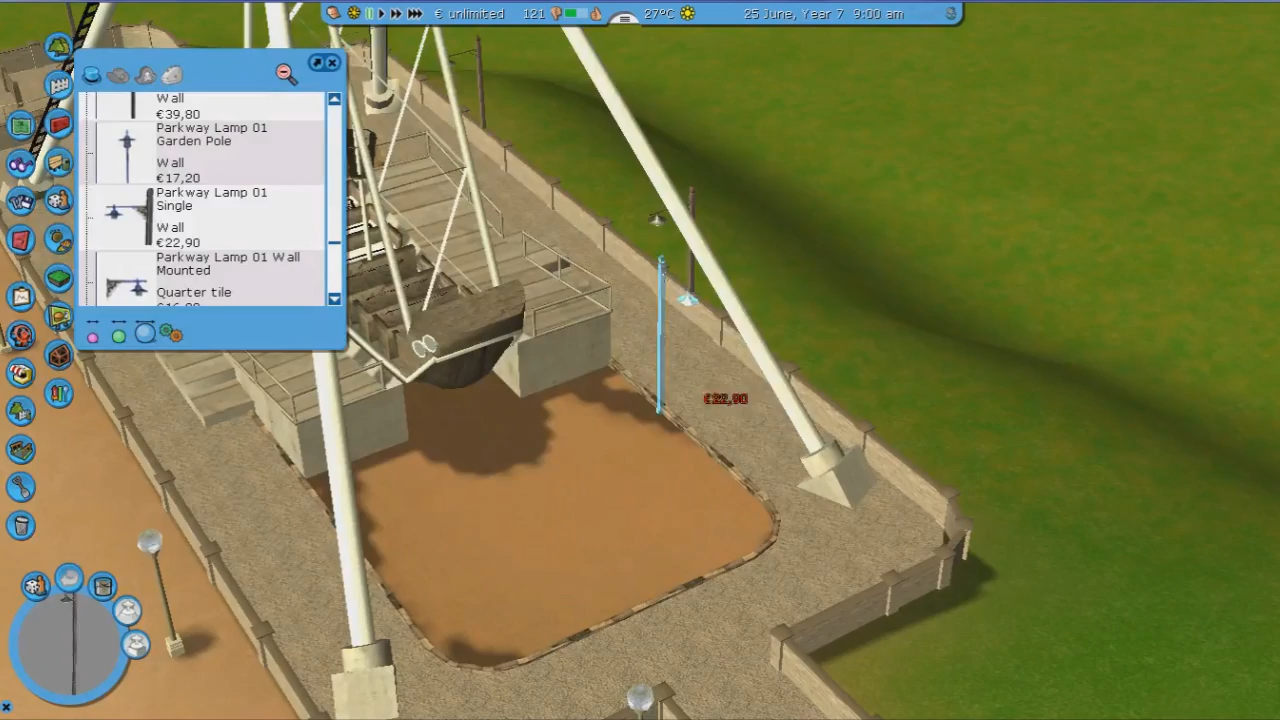 € unlimited 121 27°C 25 June, Year 7 9:00 am
Wall
€39,80
Parkway Lamp 01
Garden Pole
Wall
€17,20
Parkway Lamp 01
Single
Wall
€22,90
Parkway Lamp 01 Wall
Mounted
Quarter tile
€22,90